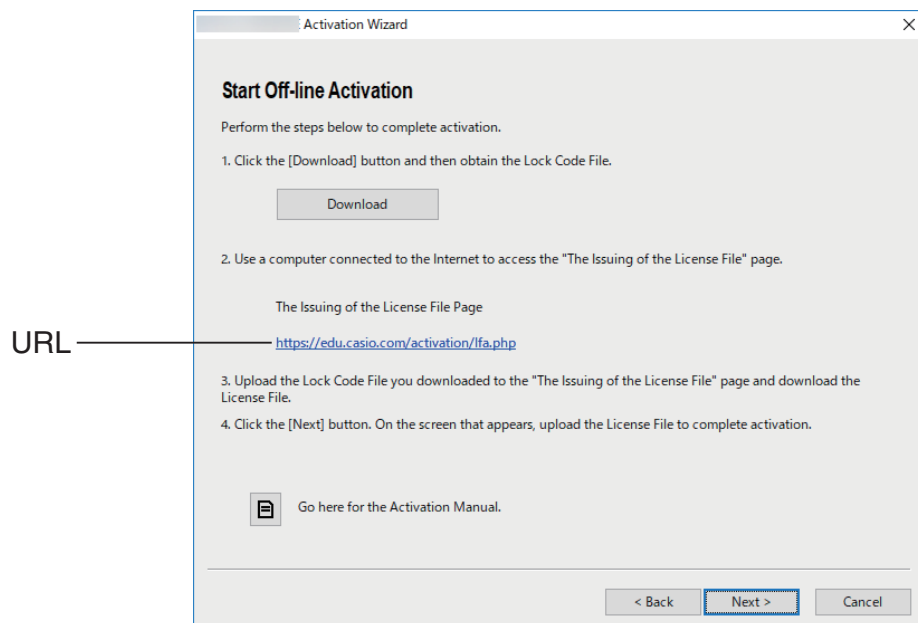 Activation Wizard
Start Off-line Activation
Perform the steps below to complete activation.
1. Click the [Download] button and then obtain the Lock Code File.
Download
2. Use a computer connected to the Internet to access the "The Issuing of the License File" page.
The Issuing of the License File Page
URL
https://edu.casio.com/activation/lfa.php
3. Upload the Lock Code File you downloaded to the "The Issuing of the License File" page and download the
License File.
4. Click the [Next] button. On the screen that appears, upload the License File to complete activation.
Go here for the Activation Manual.
< Back
Next >
Cancel